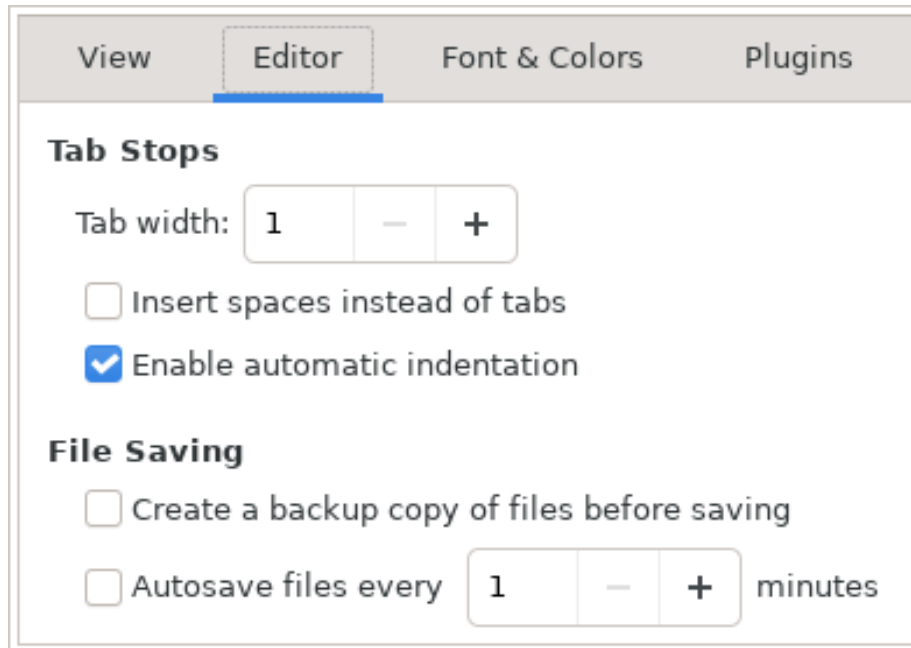 View Editor Font & Colors Plugins
Tab Stops
Tab width: 1 − +
Insert spaces instead of tabs
Enable automatic indentation
File Saving
Create a backup copy of files before saving
Autosave files every 1 − + minutes